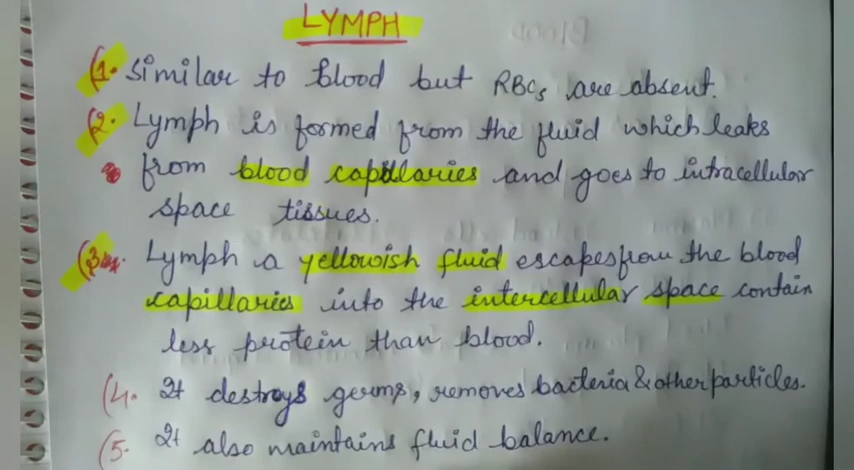 LYMPH
(1. Similar to blood but RBCs are absent.
(2. Lymph is formed from the fluid which leaks
from blood capillaries and goes to intracellular
space tissues.
(3. Lymph a yellowish fluid escapes from the blood
capillaries into the intercellular space contain
less protein than blood.
(4. It destroys germs, removes bacteria & other particles.
(5. It also maintains fluid balance.